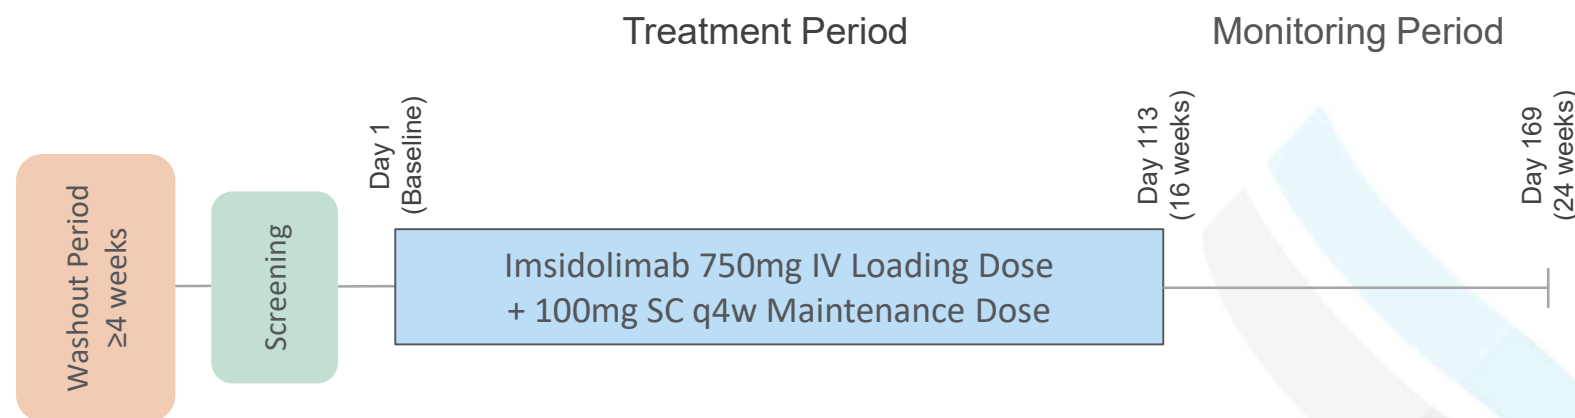 Treatment Period
Monitoring Period
Washout Period
≥4 weeks
Screening
Day 1
(Baseline)
Imsidolimab 750mg IV Loading Dose
+ 100mg SC q4w Maintenance Dose
Day 113
(16 weeks)
Day 169
(24 weeks)